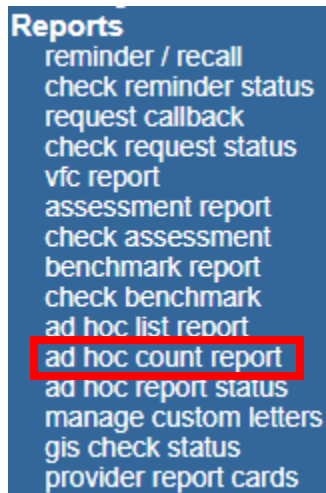 Reports
reminder / recall
check reminder status
request callback
check request status
vfc report
assessment report
check assessment
benchmark report
check benchmark
ad hoc list report
ad hoc count report
ad hoc report status
manage custom letters
gis check status
provider report cards